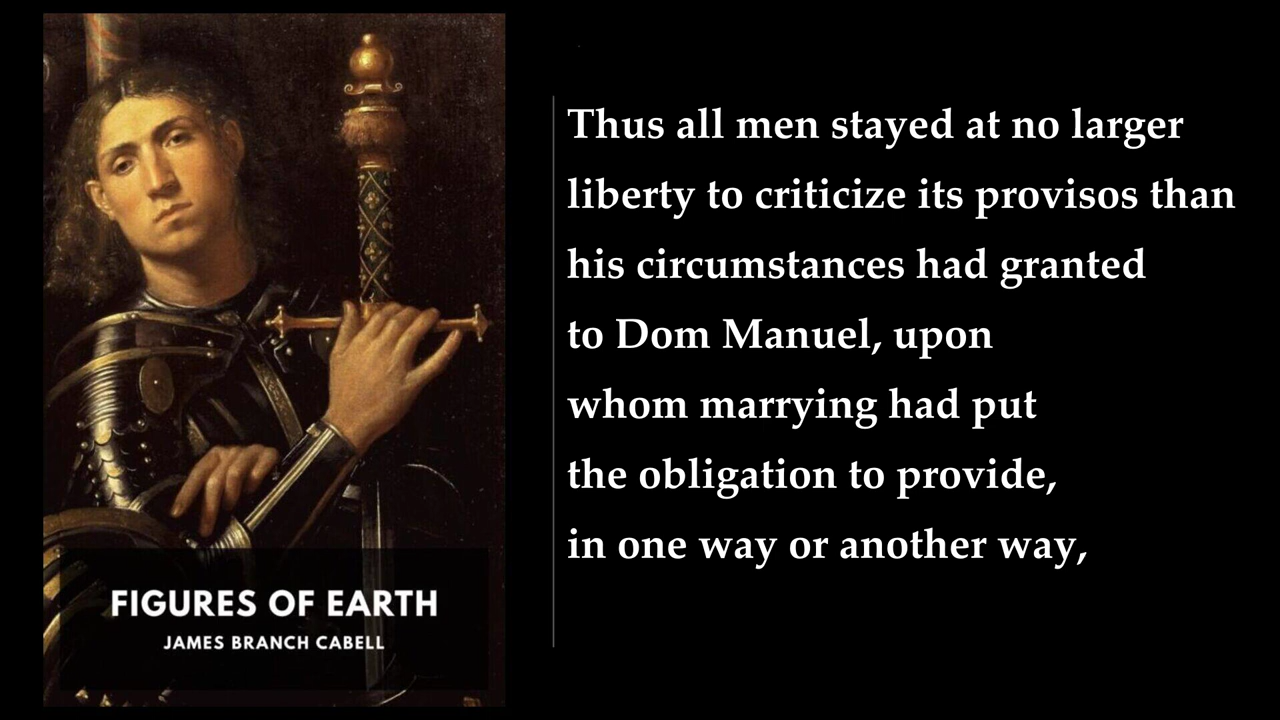 FIGURES OF EARTH
JAMES BRANCH CABELL
Thus all men stayed at no larger
liberty to criticize its provisos than
his circumstances had granted
to Dom Manuel, upon
whom marrying had put
the obligation to provide,
in one way or another way,